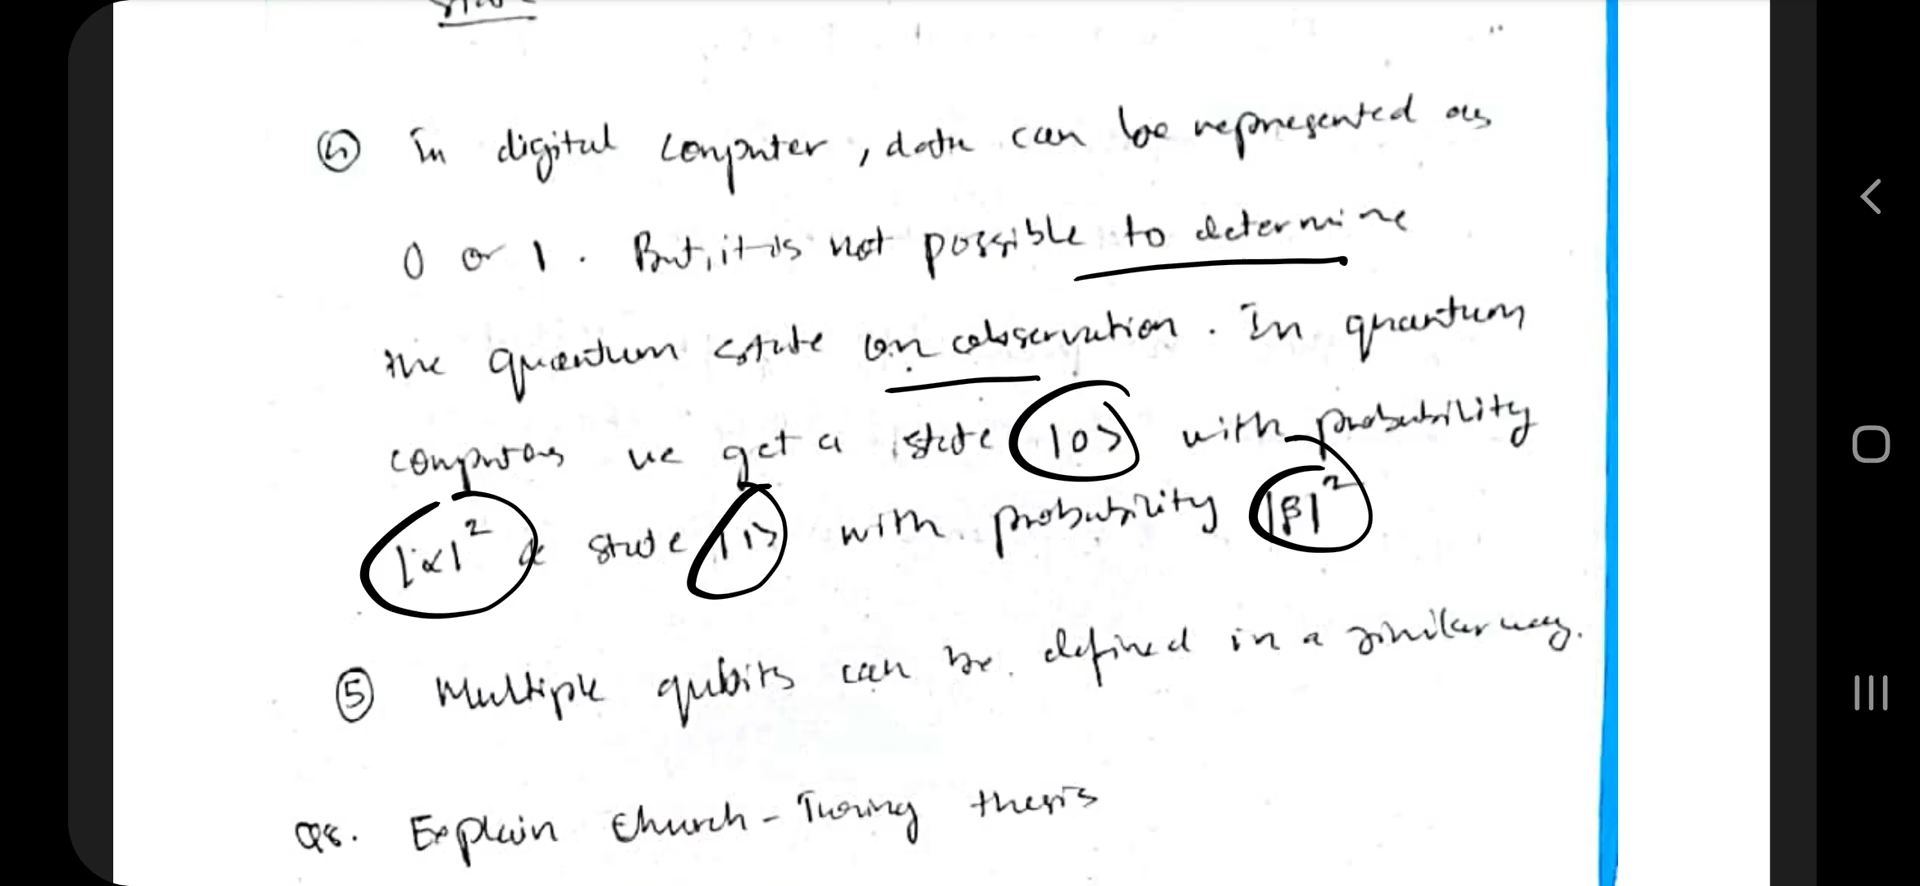 ④ In digital computer, data can be represented as
0 or 1. But, it is not possible to determine
the quantum state on observation. In quantum
computers we get a state |0> with probability
|α|² & state |1> with probability |β|²
⑤ Multiple qubits can be defined in a similar way.
Q8. Explain Church-Turing thesis